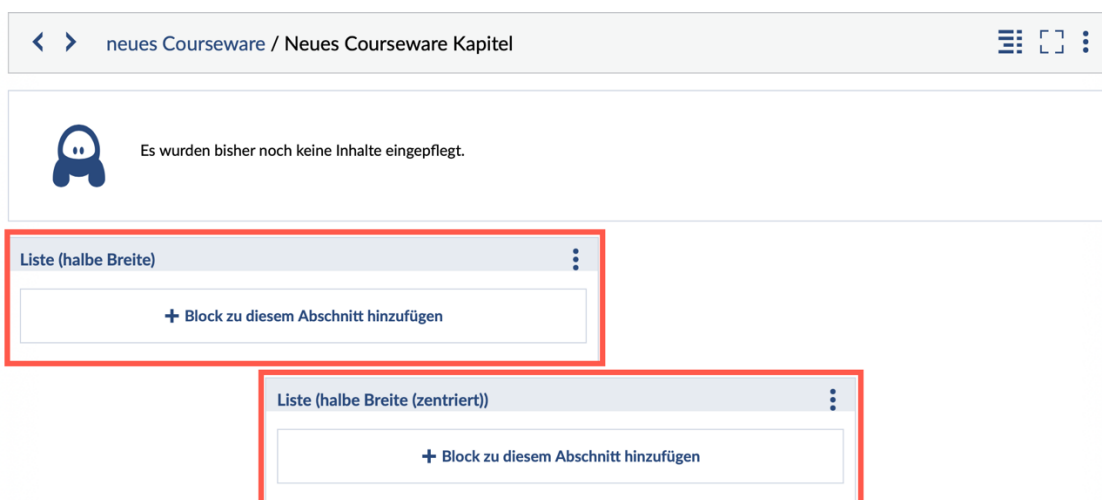 neues Courseware / Neues Courseware Kapitel
Es wurden bisher noch keine Inhalte eingepflegt.
Liste (halbe Breite)
+ Block zu diesem Abschnitt hinzufügen
Liste (halbe Breite (zentriert))
+ Block zu diesem Abschnitt hinzufügen